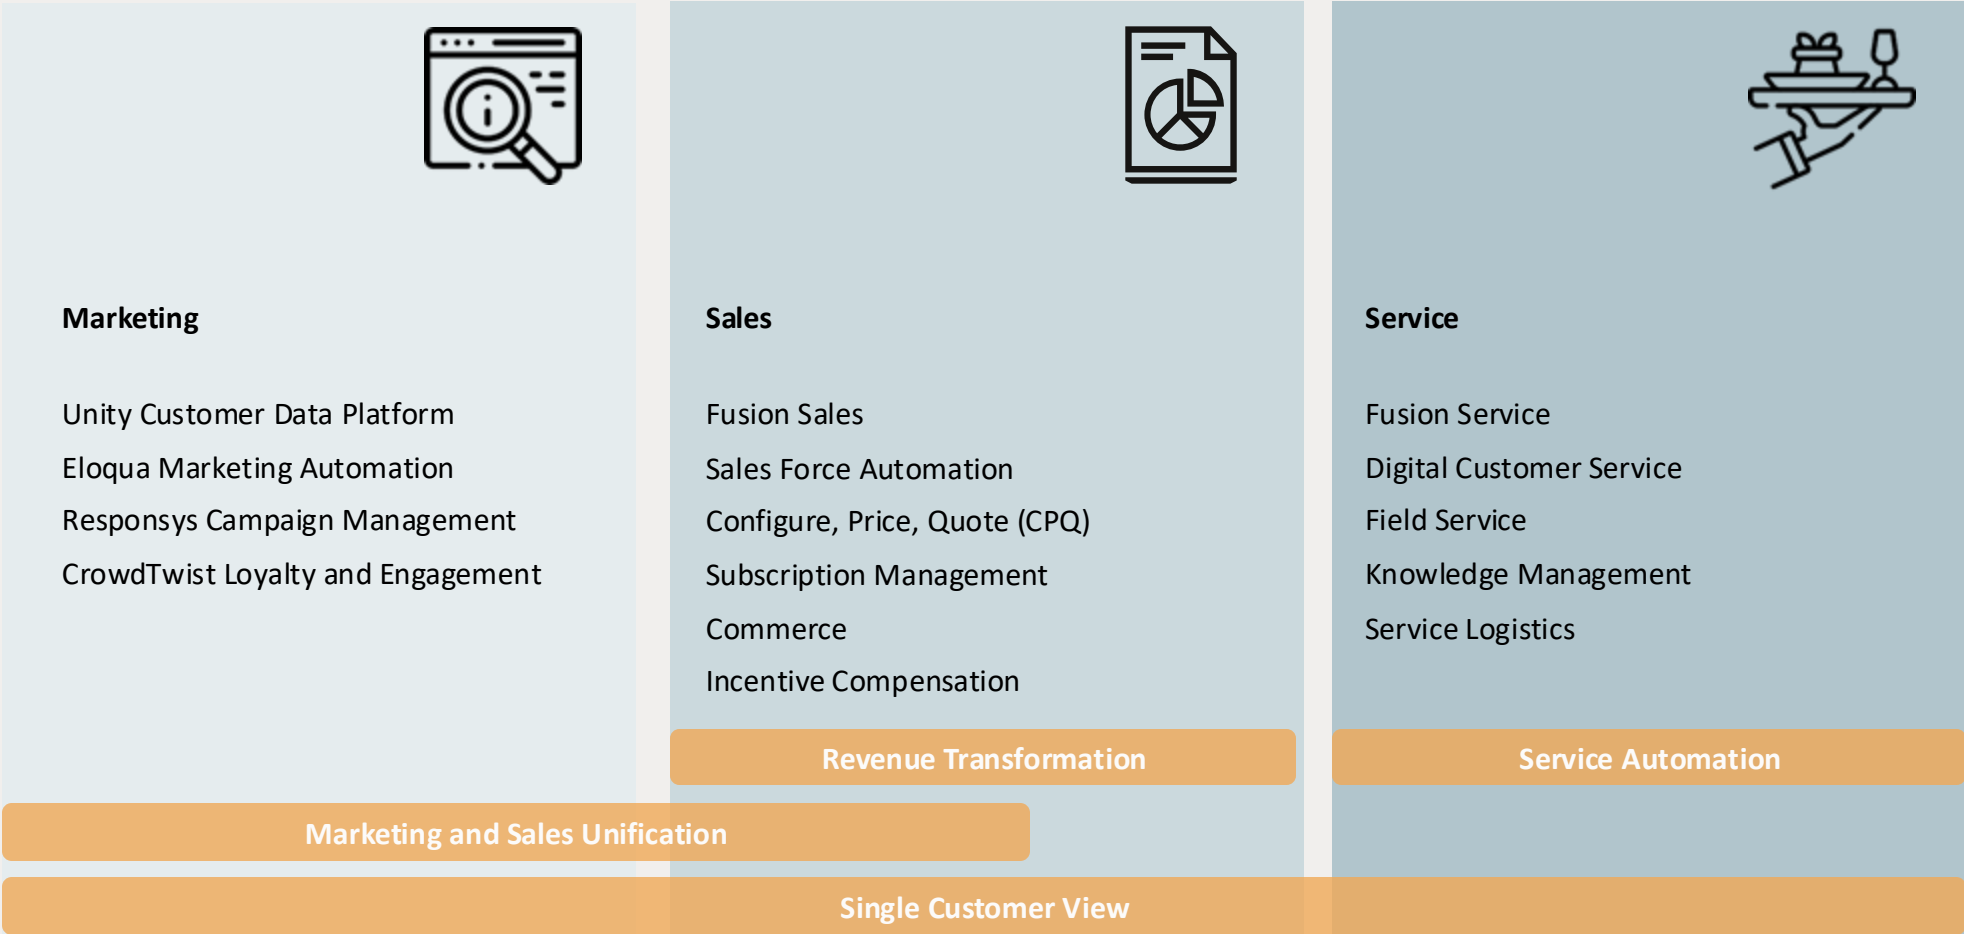 Marketing
Unity Customer Data Platform
Eloqua Marketing Automation
Responsys Campaign Management
CrowdTwist Loyalty and Engagement
Sales
Fusion Sales
Sales Force Automation
Configure, Price, Quote (CPQ)
Subscription Management
Commerce
Incentive Compensation
Service
Fusion Service
Digital Customer Service
Field Service
Knowledge Management
Service Logistics
Revenue Transformation
Service Automation
Marketing and Sales Unification
Single Customer View